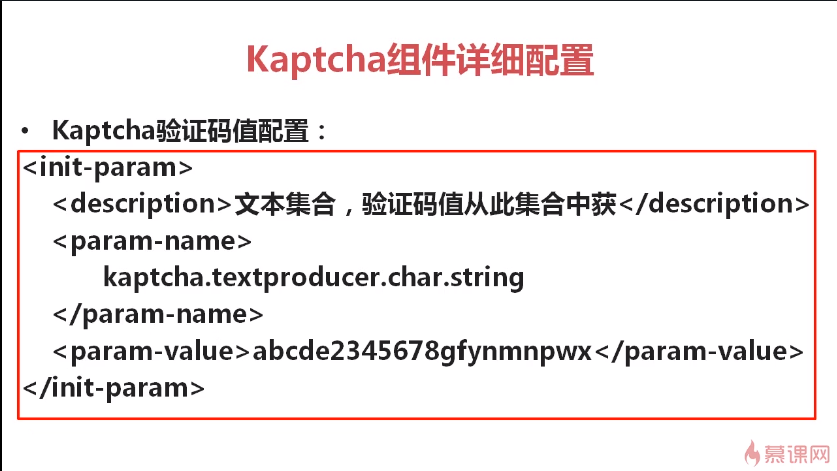 Kaptcha组件详细配置
• Kaptcha验证码值配置：
<init-param>
<description>文本集合，验证码值从此集合中获</description>
<param-name>
kaptcha.textproducer.char.string
</param-name>
<param-value>abcde2345678gfynmnpwx</param-value>
</init-param>
慕课网